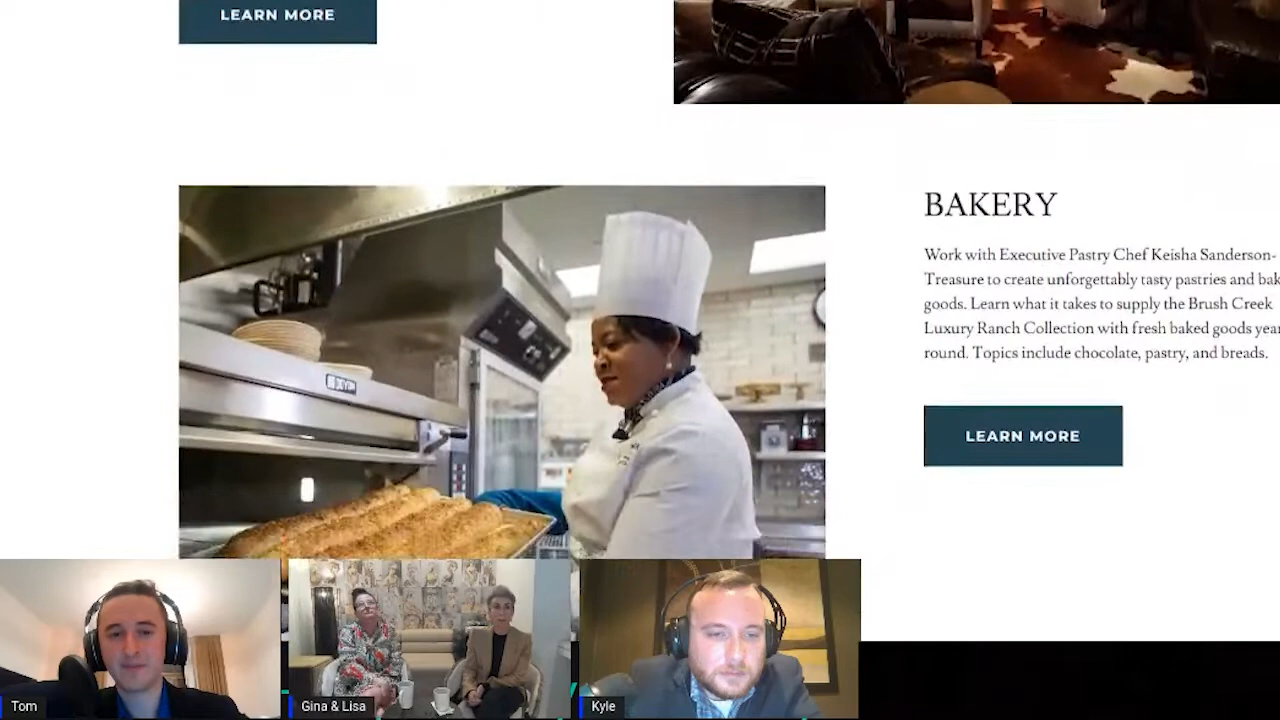 LEARN MORE
BAKERY
Work with Executive Pastry Chef Keisha Sanderson-
Treasure to create unforgettably tasty pastries and bak
goods. Learn what it takes to supply the Brush Creek
Luxury Ranch Collection with fresh baked goods year
round. Topics include chocolate, pastry, and breads.
LEARN MORE
Tom
Gina & Lisa
Kyle